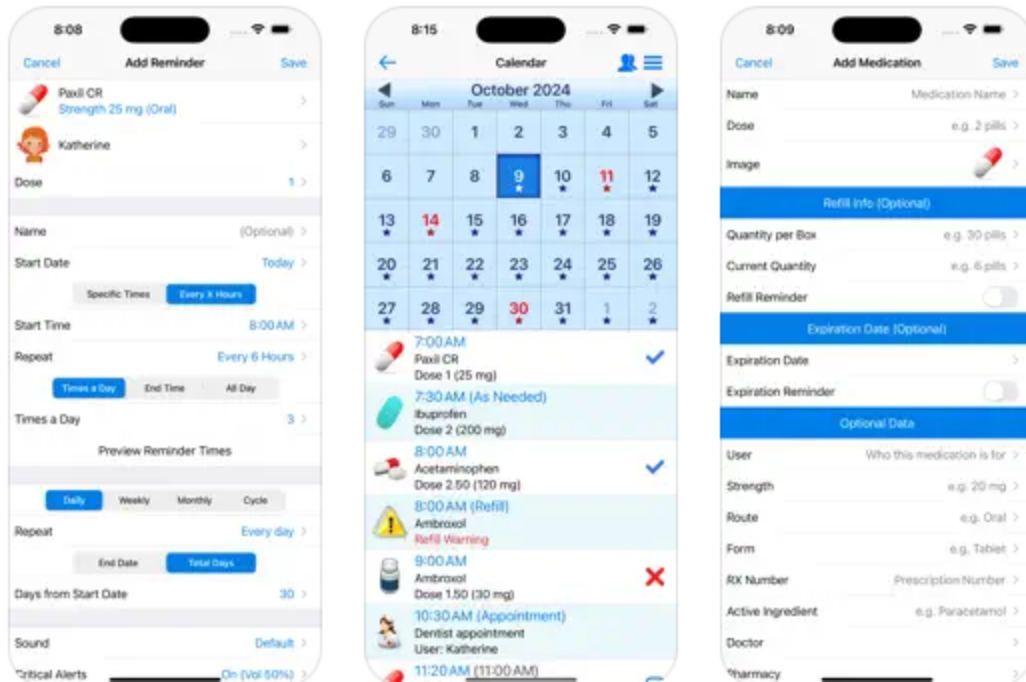 8:08
Cancel Add Reminder Save
Paxil CR
Strength 25 mg (Oral)
Katherine
Dose 1
Name (Optional)
Start Date Today
Specific Times Every X Hours
Start Time 8:00 AM
Repeat Every 6 Hours
Times a Day End Time All Day
Times a Day 3
Preview Reminder Times
Daily Weekly Monthly Cycle
Repeat Every day
End Date Total Days
Days from Start Date 30
Sound Default
Critical Alerts On (Vol 50%)
8:15
Calendar
October 2024
Sun Mon Tue Wed Thu Fri Sat
29 30 1 2 3 4 5
6 7 8 9 10 11 12
13 14 15 16 17 18 19
20 21 22 23 24 25 26
27 28 29 30 31 1 2
7:00 AM
Paxil CR
Dose 1 (25 mg)
7:30 AM (As Needed)
Ibuprofen
Dose 2 (200 mg)
8:00 AM
Acetaminophen
Dose 2.50 (120 mg)
8:00 AM (Refill)
Ambroxol
Refill Warning
9:00 AM
Ambroxol
Dose 1.50 (30 mg)
10:30 AM (Appointment)
Dentist appointment
User: Katherine
11:20 AM (11:00 AM)
8:09
Cancel Add Medication Save
Name Medication Name
Dose e.g. 2 pills
Image
Refill Info (Optional)
Quantity per Box e.g. 30 pills
Current Quantity e.g. 6 pills
Refill Reminder
Expiration Date (Optional)
Expiration Date
Expiration Reminder
Optional Data
User Who this medication is for
Strength e.g. 20 mg
Route e.g. Oral
Form e.g. Tablet
RX Number Prescription Number
Active Ingredient e.g. Paracetamol
Doctor
Pharmacy